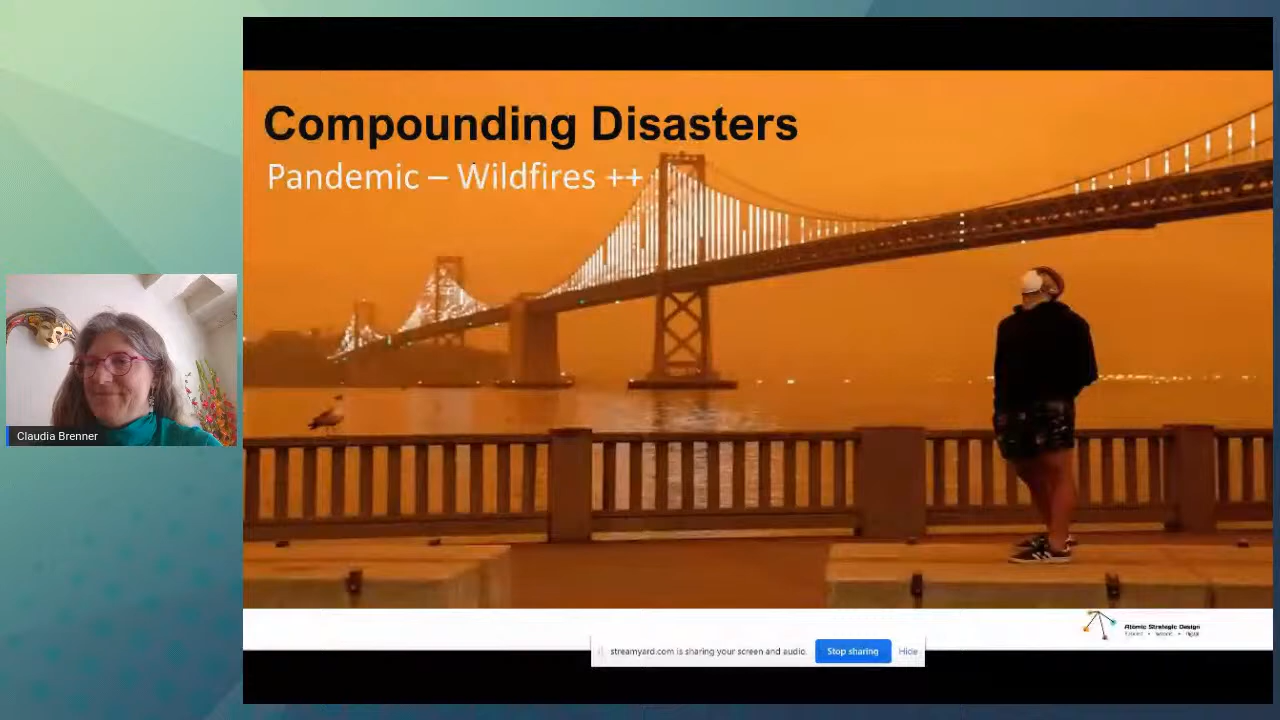 Compounding Disasters
Pandemic – Wildfires ++
Claudia Brenner
Atomic Strategic Design
streamyard.com is sharing your screen and audio.
Stop sharing
Hide